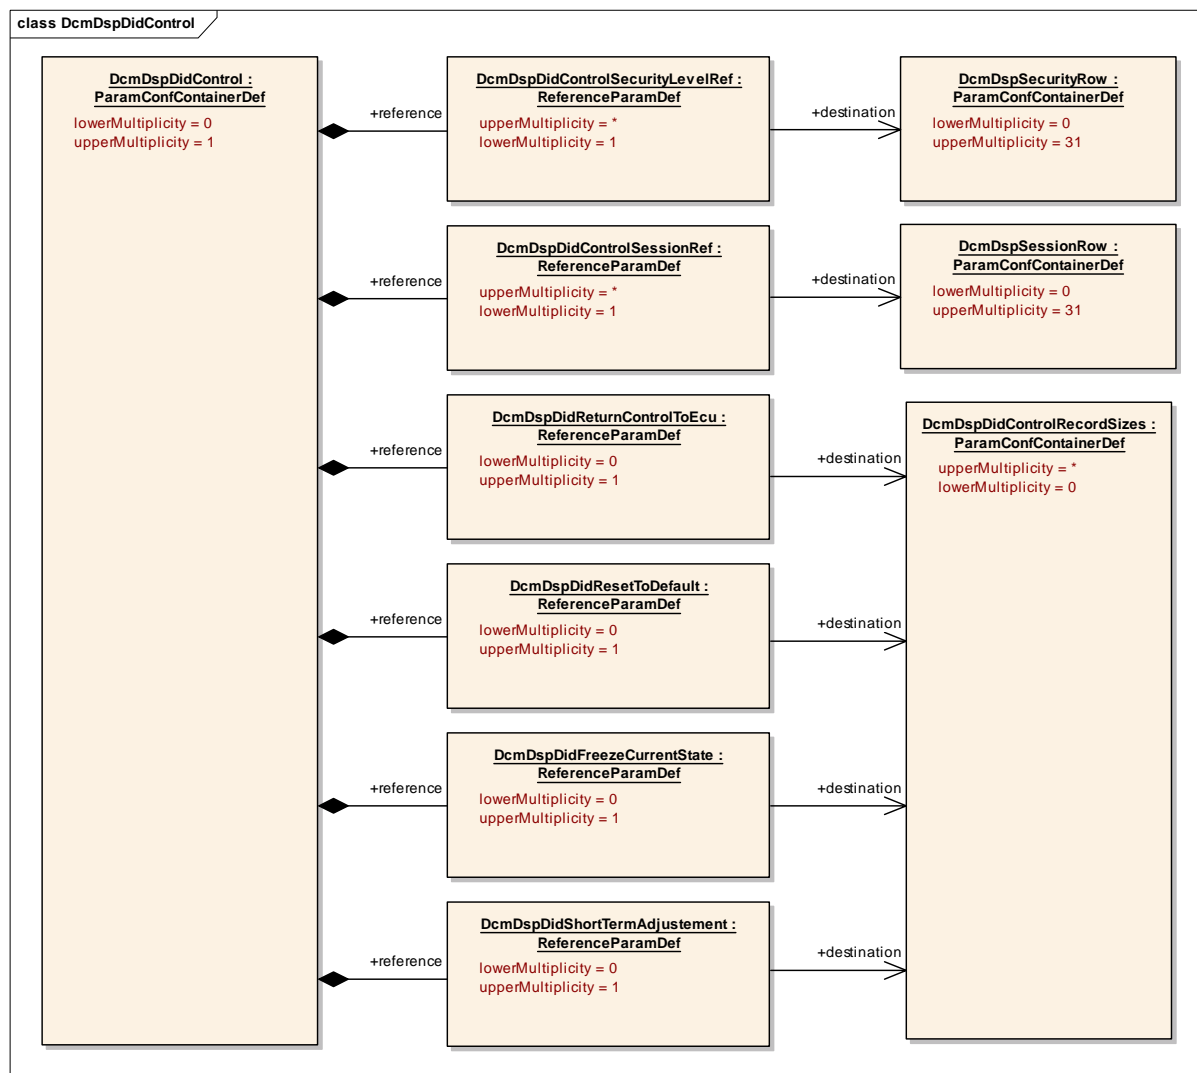 class DcmDspDidControl
DcmDspDidControl :
ParamConfContainerDef
lowerMultiplicity = 0
upperMultiplicity = 1
+reference
DcmDspDidControlSecurityLevelRef :
ReferenceParamDef
upperMultiplicity = *
lowerMultiplicity = 1
+destination
DcmDspSecurityRow :
ParamConfContainerDef
lowerMultiplicity = 0
upperMultiplicity = 31
+reference
DcmDspDidControlSessionRef :
ReferenceParamDef
upperMultiplicity = *
lowerMultiplicity = 1
+destination
DcmDspSessionRow :
ParamConfContainerDef
lowerMultiplicity = 0
upperMultiplicity = 31
+reference
DcmDspDidReturnControlToEcu :
ReferenceParamDef
lowerMultiplicity = 0
upperMultiplicity = 1
+destination
DcmDspDidControlRecordSizes :
ParamConfContainerDef
upperMultiplicity = *
lowerMultiplicity = 0
+reference
DcmDspDidResetToDefault :
ReferenceParamDef
lowerMultiplicity = 0
upperMultiplicity = 1
+destination
+reference
DcmDspDidFreezeCurrentState :
ReferenceParamDef
lowerMultiplicity = 0
upperMultiplicity = 1
+destination
+reference
DcmDspDidShortTermAdjustement :
ReferenceParamDef
lowerMultiplicity = 0
upperMultiplicity = 1
+destination